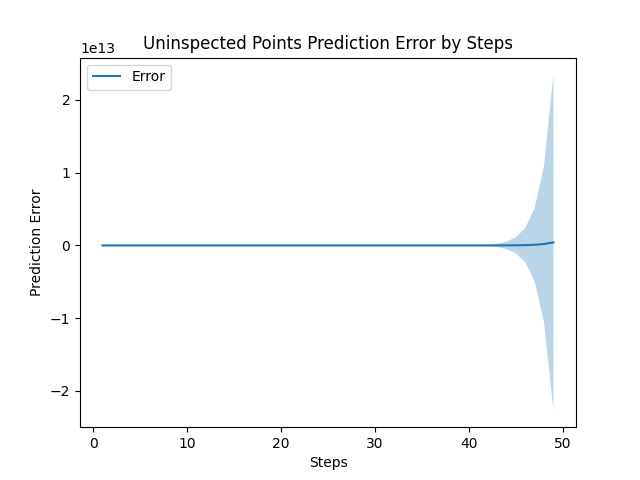 Uninspected Points Prediction Error by Steps
1e13
Error
2
1
0
−1
−2
Prediction Error
0
10
20
30
40
50
Steps